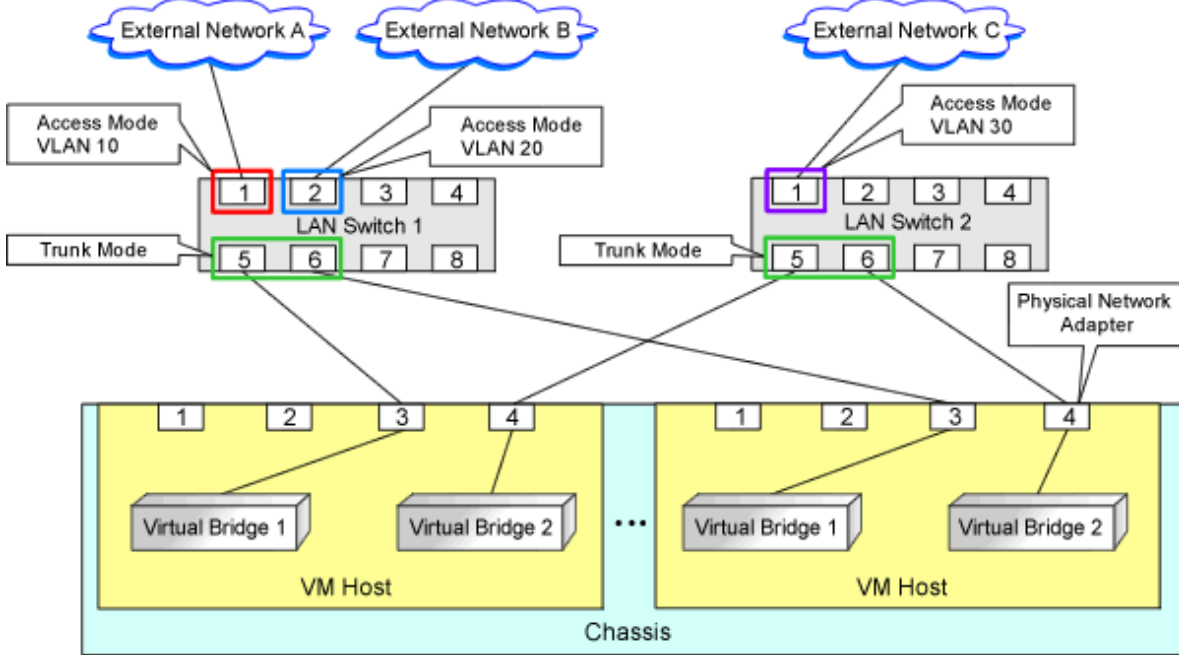 External Network A
External Network B
External Network C
Access Mode
VLAN 10
Access Mode
VLAN 20
Access Mode
VLAN 30
1 2 3 4
LAN Switch 1
5 6 7 8
Trunk Mode
1 2 3 4
LAN Switch 2
5 6 7 8
Trunk Mode
Physical Network
Adapter
1 2 3 4
Virtual Bridge 1
Virtual Bridge 2
VM Host
...
1 2 3 4
Virtual Bridge 1
Virtual Bridge 2
VM Host
Chassis